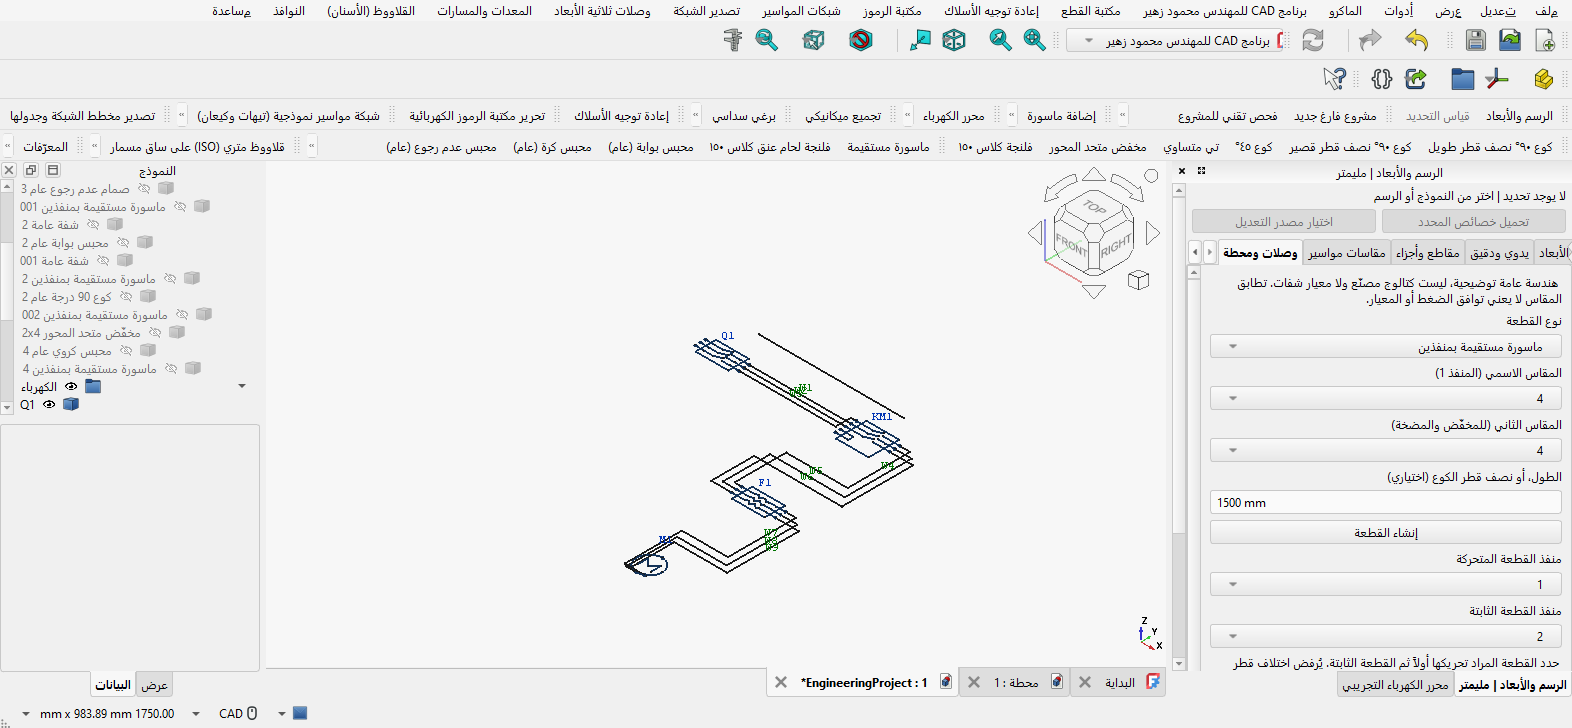 ملف تعديل عرض أدوات الماكرو برنامج CAD للمهندس محمود زهير مكتبة القطع إعادة توجيه الأسلاك مكتبة الرموز شبكات المواسير تصدير الشبكة وصلات ثلاثية الأبعاد المعدات والمسارات القلاووظ (الأسنان) النوافذ مساعدة
برنامج CAD للمهندس محمود زهير
الرسم والأبعاد قياس التحديد مشروع فارغ جديد فحص تقني للمشروع إضافة ماسورة محرر الكهرباء تجميع ميكانيكي برغي سداسي إعادة توجيه الأسلاك تحرير مكتبة الرموز الكهربائية شبكة مواسير نموذجية (تيهات وكيعان) تصدير مخطط الشبكة وجدولها
كوع ٩٠° نصف قطر طويل كوع ٩٠° نصف قطر قصير كوع ٤٥° تي متساوي مخفض متحد المحور فلنجة كلاس ١٥٠ ماسورة مستقيمة فلنجة لحام عنق كلاس ١٥٠ محبس بوابة (عام) محبس كرة (عام) محبس عدم رجوع (عام) قلاووظ متري (ISO) على ساق مسمار المعرّفات
النموذج
صمام عدم رجوع عام 3
ماسورة مستقيمة بمنفذين 001
شفة عامة 2
محبس بوابة عام 2
شفة عامة 001
ماسورة مستقيمة بمنفذين 2
كوع 90 درجة عام 2
ماسورة مستقيمة بمنفذين 002
مخفّض متحد المحور 2x4
محبس كروي عام 4
ماسورة مستقيمة بمنفذين 4
الكهرباء
Q1
عرض البيانات
TOP
FRONT
RIGHT
Q1
W1
KM1
W4
W5
W6
F1
W7
W9
Z
Y
X
الرسم والأبعاد | مليمتر
لا يوجد تحديد | اختر من النموذج أو الرسم
تحميل خصائص المحدد
اختيار مصدر التعديل
الأبعاد يدوي ودقيق مقاطع وأجزاء مقاسات مواسير وصلات ومحطة
هندسة عامة توضيحية، ليست كتالوج مصنّع ولا معيار شفات. تطابق
المقاس لا يعني توافق الضغط أو المعيار.
نوع القطعة
ماسورة مستقيمة بمنفذين
المقاس الاسمي (المنفذ 1)
4
المقاس الثاني (للمخفّض والمضخة)
4
الطول، أو نصف قطر الكوع (اختياري)
1500 mm
إنشاء القطعة
منفذ القطعة المتحركة
1
منفذ القطعة الثابتة
2
حدد القطعة المراد تحريكها أولاً ثم القطعة الثابتة. يُرفض اختلاف قطر
الرسم والأبعاد | مليمتر محرر الكهرباء التجريبي
البداية
محطة : 1
EngineeringProject : 1*
mm x 983.89 mm 1750.00
CAD